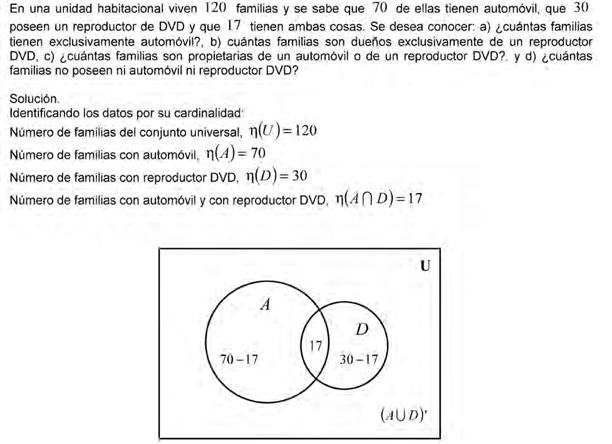 En una unidad habitacional viven 120 familias y se sabe que 70 de ellas tienen automóvil, que 30
poseen un reproductor de DVD y que 17 tienen ambas cosas. Se desea conocer: a) ¿cuántas familias
tienen exclusivamente automóvil?, b) cuántas familias son dueños exclusivamente de un reproductor
DVD, c) ¿cuántas familias son propietarias de un automóvil o de un reproductor DVD?, y d) ¿cuántas
familias no poseen ni automóvil ni reproductor DVD?
Solución.
Identificando los datos por su cardinalidad:
Número de familias del conjunto universal, η(U) = 120
Número de familias con automóvil, η(A) = 70
Número de familias con reproductor DVD, η(D) = 30
Número de familias con automóvil y con reproductor DVD, η(A ⋂ D) = 17
U
A
D
17
70 – 17
30 – 17
(A ⋃ D)'